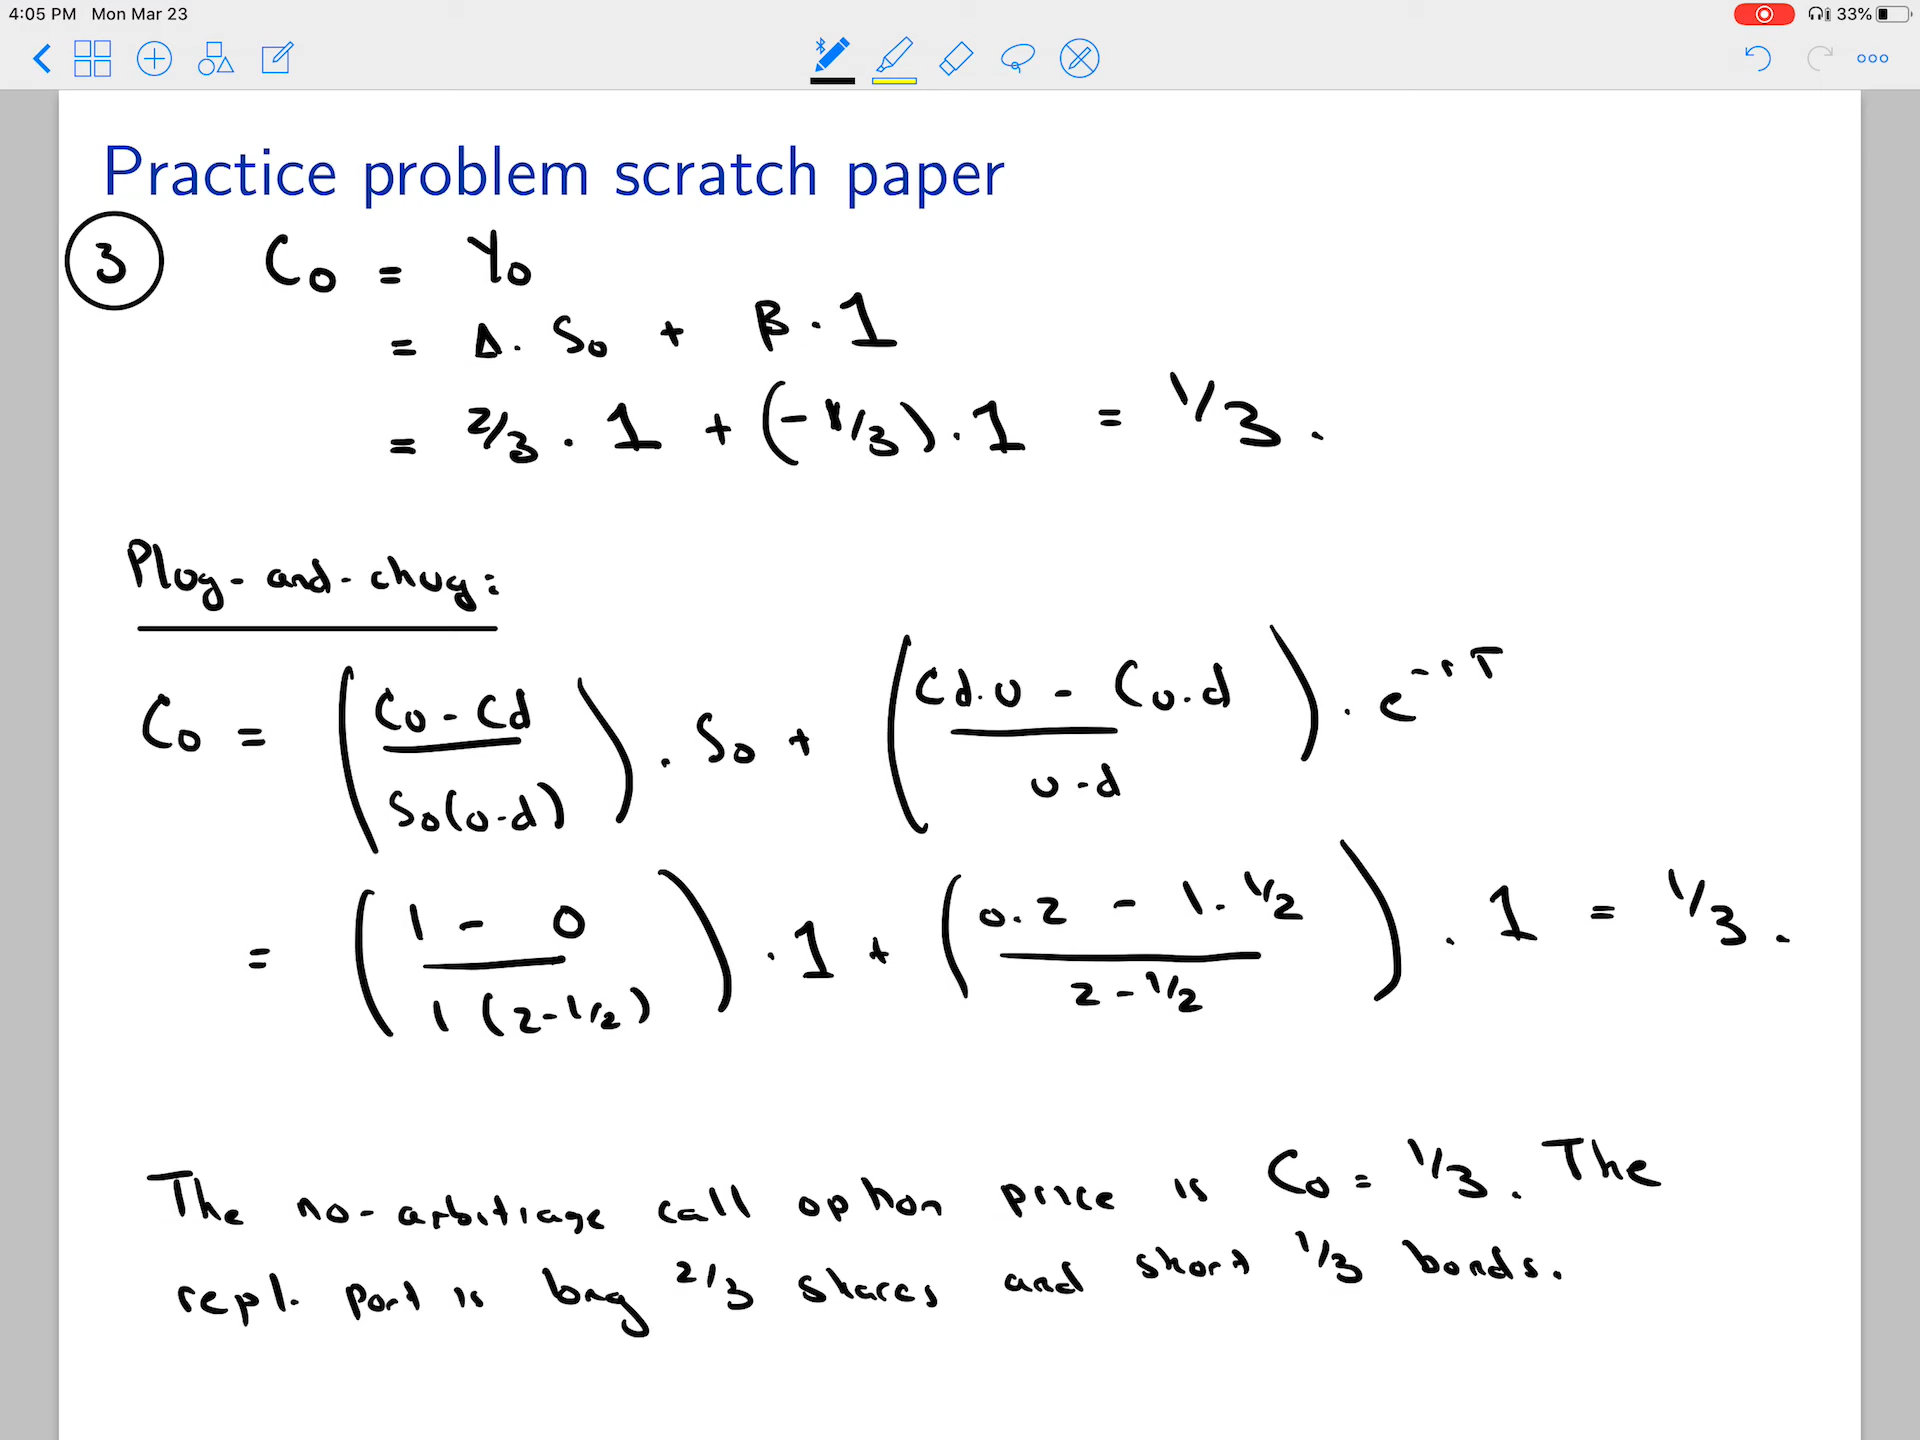 4:05 PM Mon Mar 23
33%
Practice problem scratch paper
3 C₀ = Y₀
= Δ · S₀ + β · 1
= 2/3 · 1 + (-1/3) · 1 = 1/3.
Plug-and-chug:
C₀ = ((Cu - Cd) / (S₀(u-d))) · S₀ + ((Cd·u - Cu·d) / (u-d)) · e^(-rT)
= ((1 - 0) / (1(2-1/2))) · 1 + ((0·2 - 1·1/2) / (2-1/2)) · 1 = 1/3.
The no-arbitrage call option price is C₀ = 1/3. The
repl. port is long 2/3 shares and short 1/3 bonds.